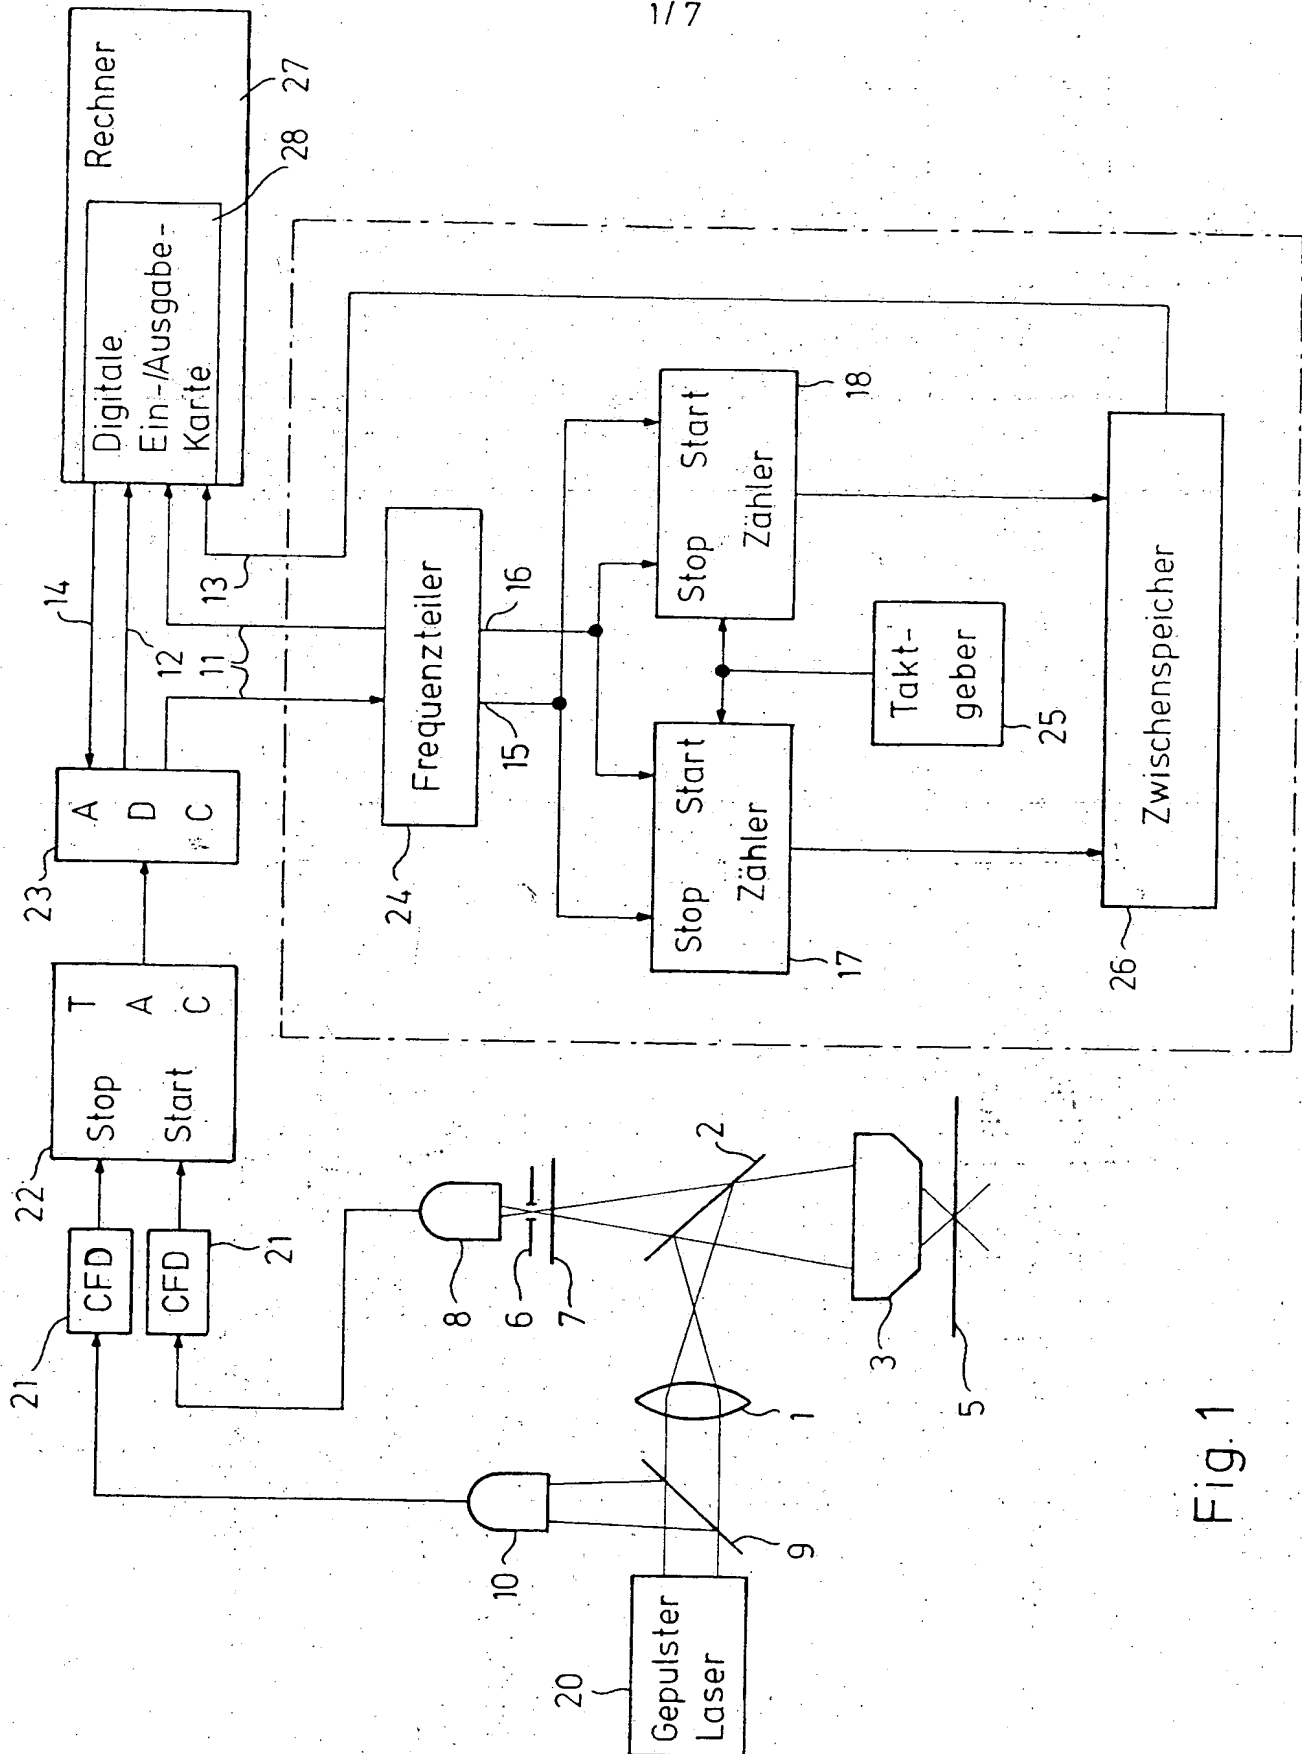 1/7
Rechner
27
Digitale
Ein-/Ausgabe-
Karte
28
14
12
11
13
23
A
D
C
22
T
A
C
Stop
Start
21
CFD
CFD
21
24
Frequenzteiler
15
16
Stop Start
Zähler
17
Stop Start
Zähler
18
Takt-
geber
25
Zwischenspeicher
26
8
6
7
2
3
5
1
10
9
20
Gepulster
Laser
Fig. 1